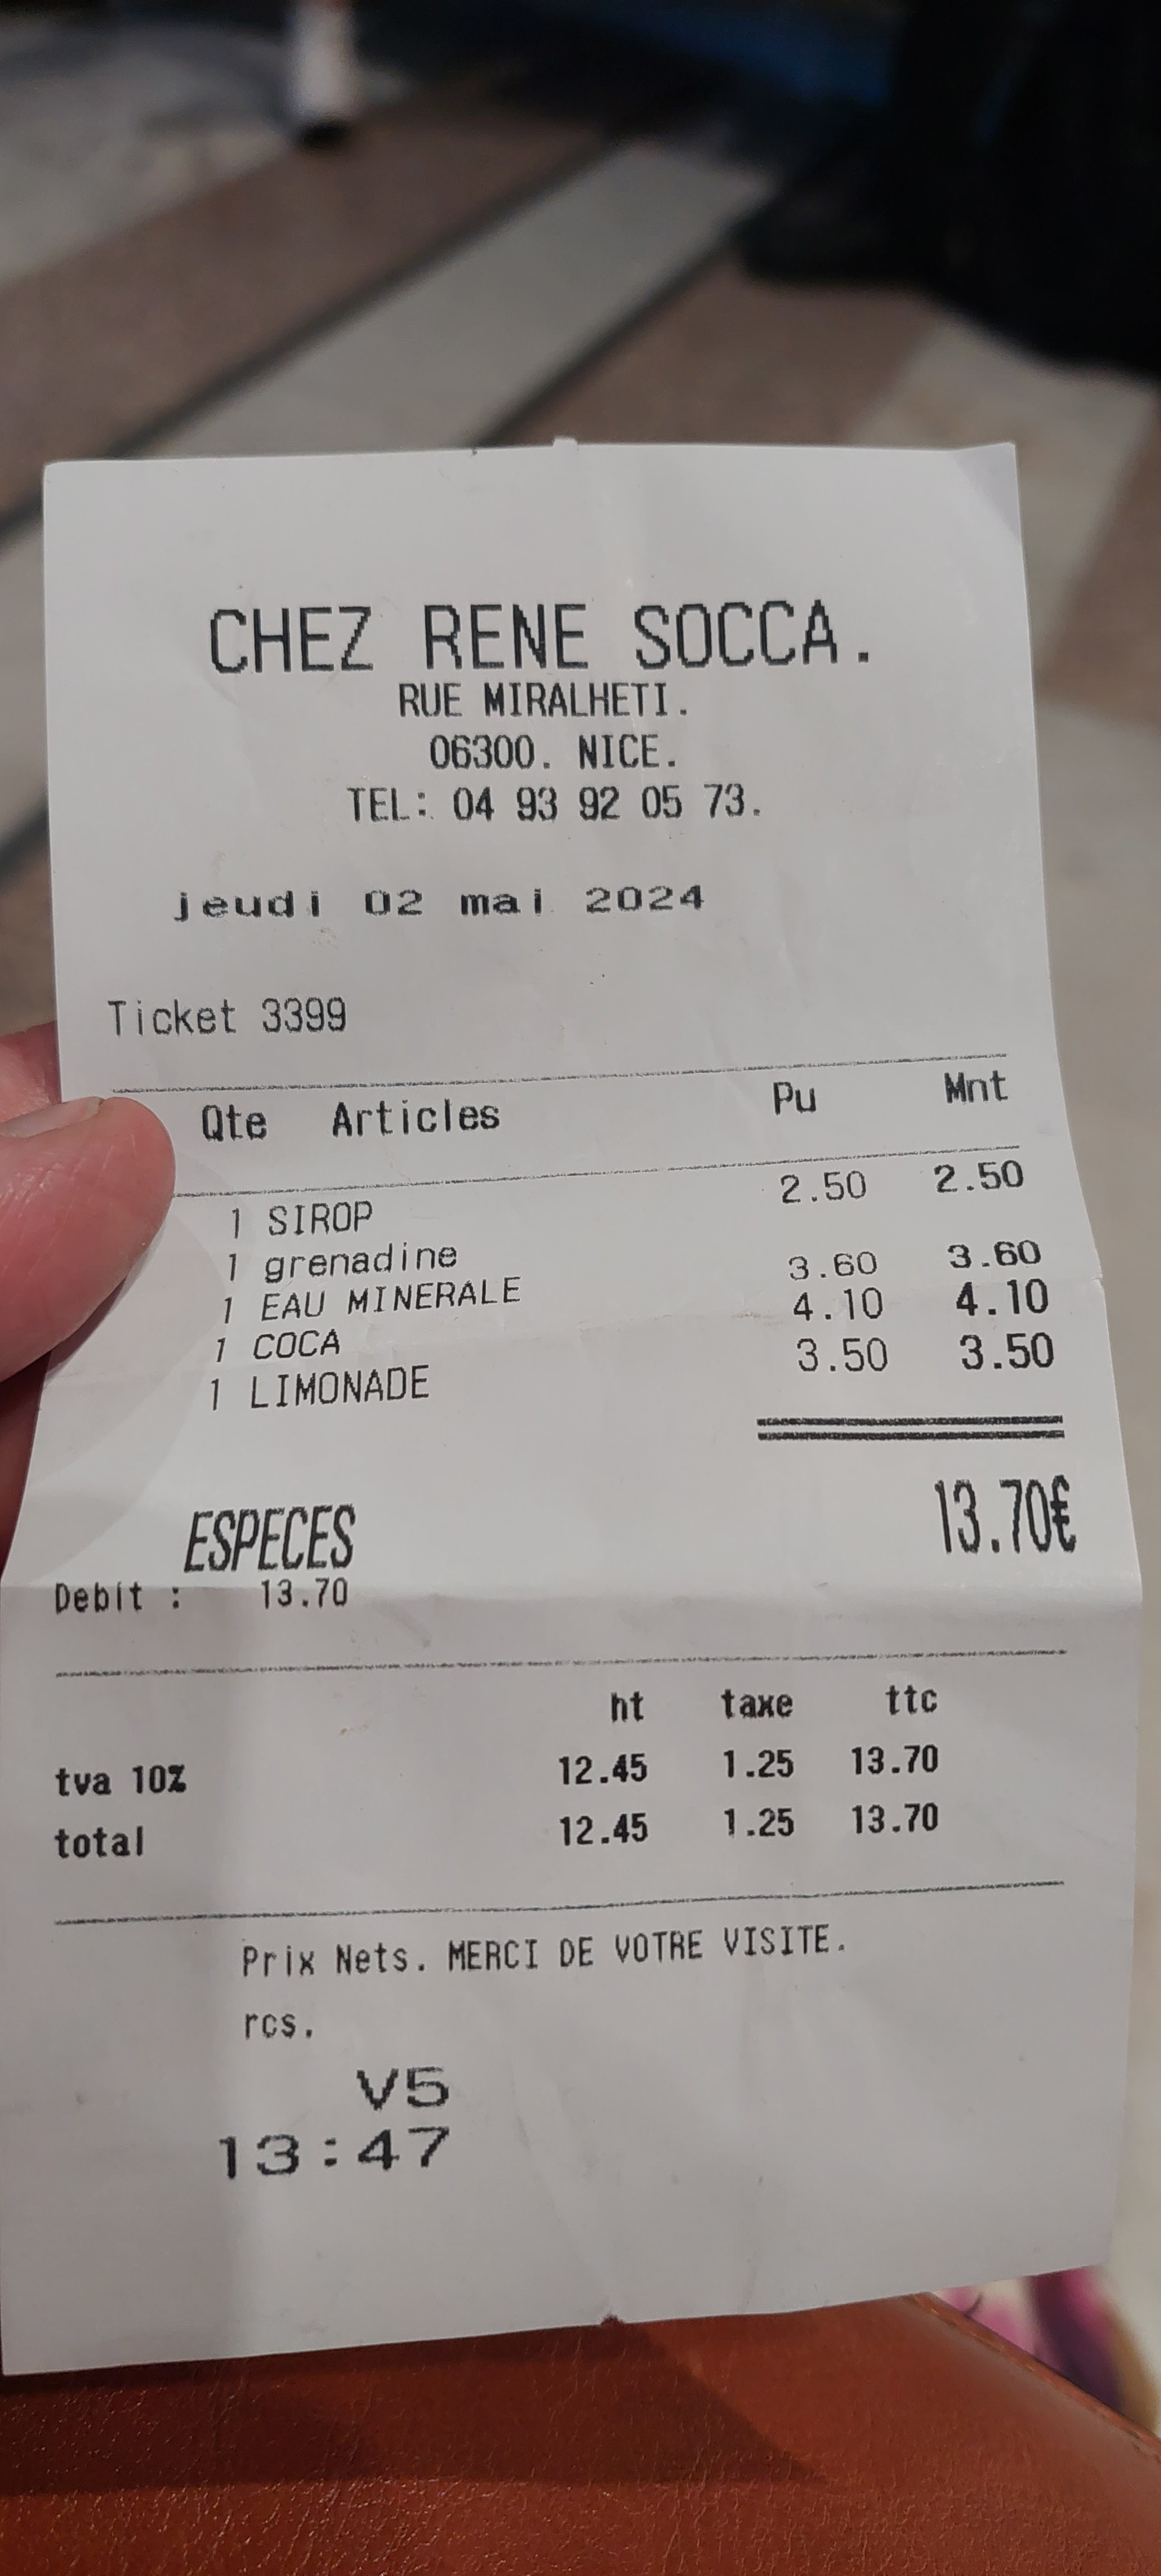 CHEZ RENE SOCCA.
RUE MIRALHETI.
06300. NICE.
TEL: 04 93 92 05 73.
jeudi 02 mai 2024
Ticket 3399
Qte Articles Pu Mnt
1 SIROP 2.50 2.50
1 grenadine
1 EAU MINERALE 3.60 3.60
1 COCA 4.10 4.10
1 LIMONADE 3.50 3.50
13.70€
ESPECES
Debit : 13.70
ht taxe ttc
tva 10% 12.45 1.25 13.70
total 12.45 1.25 13.70
Prix Nets. MERCI DE VOTRE VISITE.
rcs.
V5
13:47